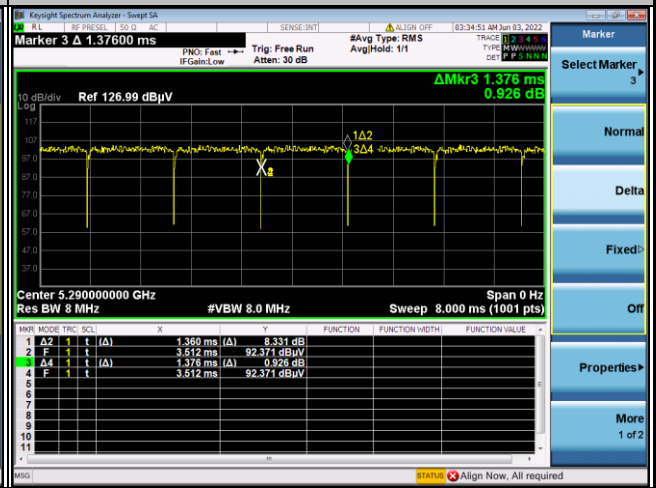 Keysight Spectrum Analyzer - Swept SA
RL RF PRESEL 50 Ω AC SENSE:INT ALIGN OFF 03:34:51 AM Jun 03, 2022
Marker 3 Δ 1.37600 ms
PNO: Fast Trig: Free Run #Avg Type: RMS TRACE 1 2 3 4 5 6
IFGain:Low Atten: 30 dB Avg|Hold: 1/1 TYPE MWWWWW
DET P P S N N N
ΔMkr3 1.376 ms
0.926 dB
10 dB/div Ref 126.99 dBµV
Log
117
107
97.0
87.0
77.0
67.0
57.0
47.0
37.0
1Δ2
3Δ4
Center 5.290000000 GHz Span 0 Hz
Res BW 8 MHz #VBW 8.0 MHz Sweep 8.000 ms (1001 pts)
MKR MODE TRC SCL X Y FUNCTION FUNCTION WIDTH FUNCTION VALUE
1 Δ2 1 t (Δ) 1.360 ms (Δ) 8.331 dB
2 F 1 t 3.512 ms 92.371 dBµV
3 Δ4 1 t (Δ) 1.376 ms (Δ) 0.926 dB
4 F 1 t 3.512 ms 92.371 dBµV
5
6
7
8
9
10
11
MSG STATUS Align Now, All required
Marker
Select Marker
3
Normal
Delta
Fixed
Off
Properties
More
1 of 2